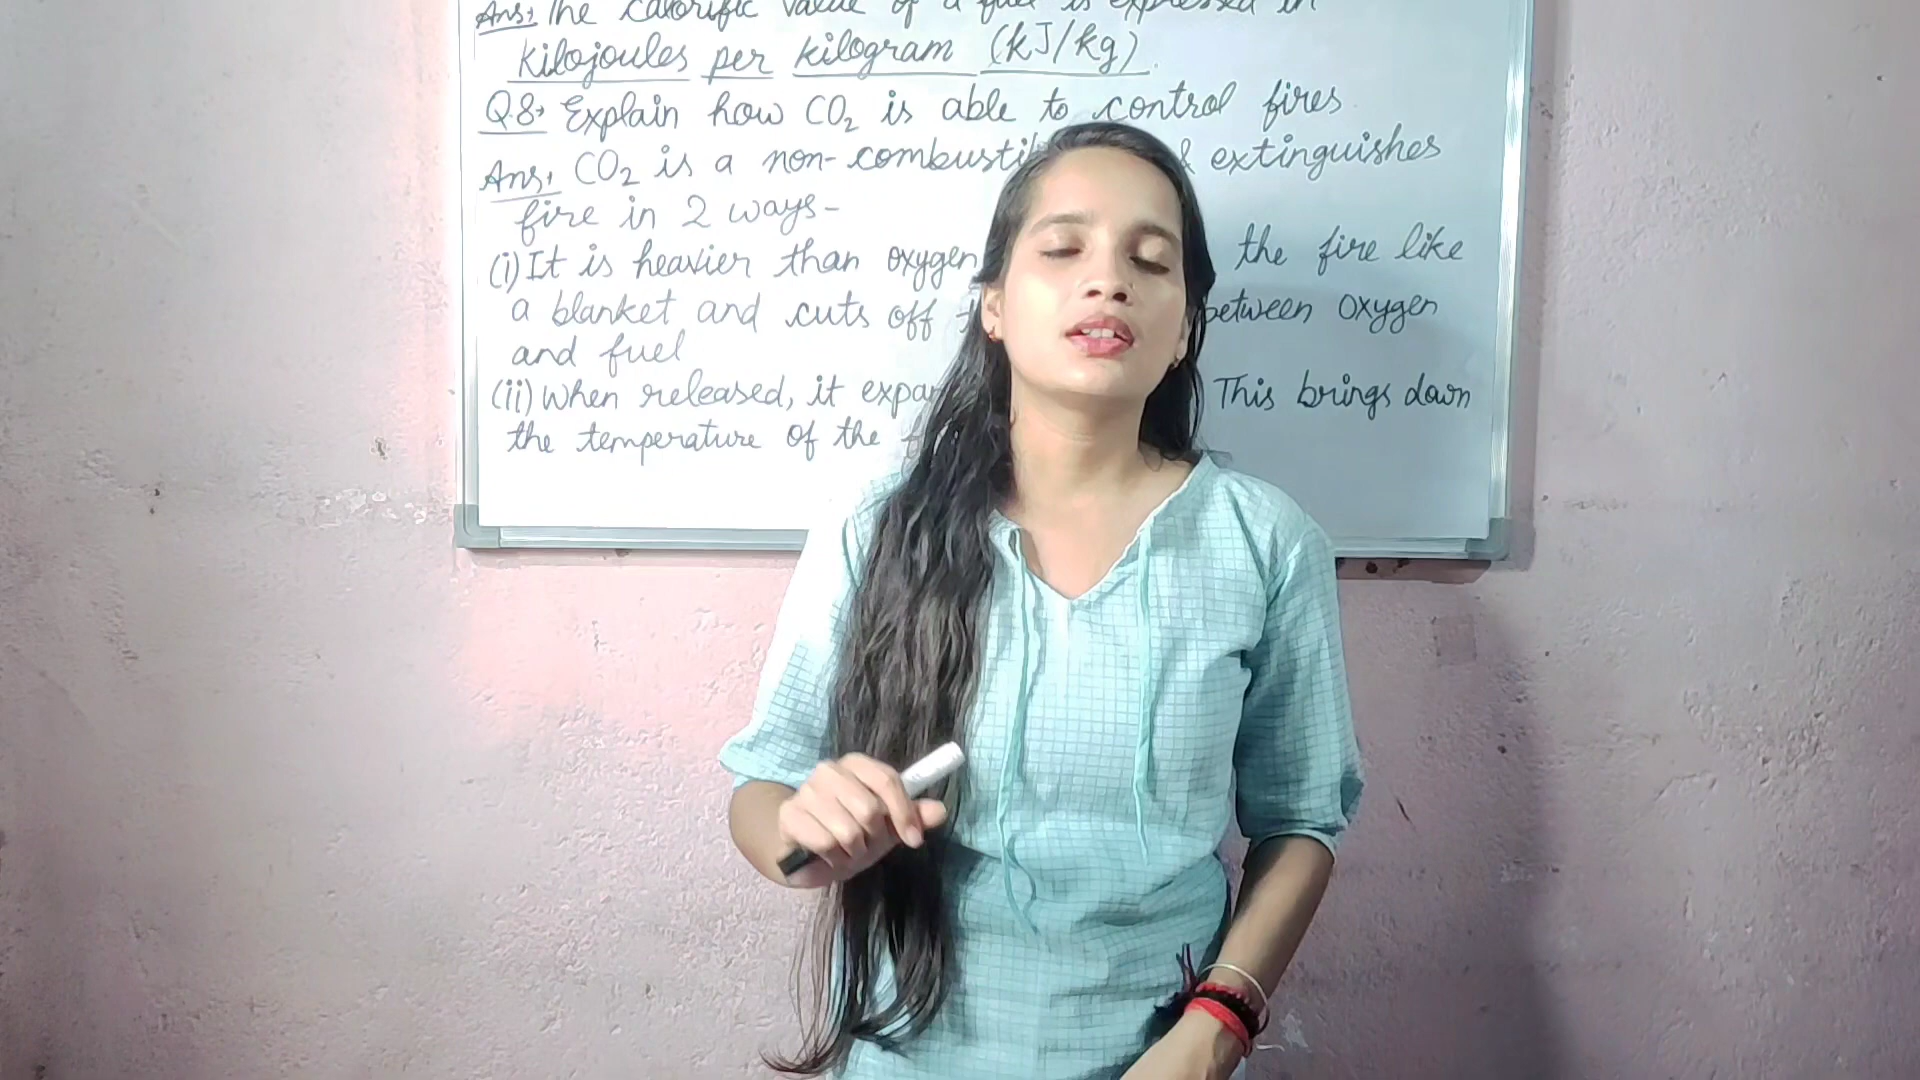 Ans→ The calorific value of a fuel is expressed in
kilojoules per kilogram (kJ/kg).
Q.8→ Explain how CO₂ is able to control fires
Ans→ CO₂ is a non-combusti & extinguishes
fire in 2 ways-
(i) It is heavier than oxygen the fire like
a blanket and cuts off between oxygen
and fuel
(ii) When released, it expan This brings down
the temperature of the